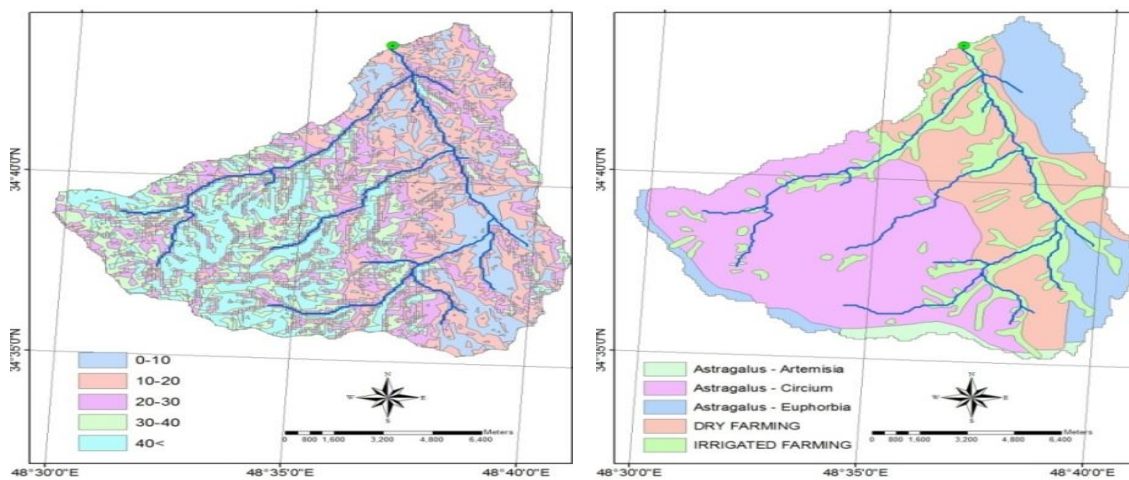 34°40'0"N
34°35'0"N
0-10
10-20
20-30
30-40
40<
N
W E
S
Meters
0 800 1,600 3,200 4,800 6,400
48°30'0"E 48°35'0"E 48°40'0"E
34°40'0"N
34°35'0"N
Astragalus - Artemisia
Astragalus - Circium
Astragalus - Euphorbia
DRY FARMING
IRRIGATED FARMING
N
W E
S
Meters
0 800 1,600 3,200 4,800 6,400
48°30'0"E 48°35'0"E 48°40'0"E